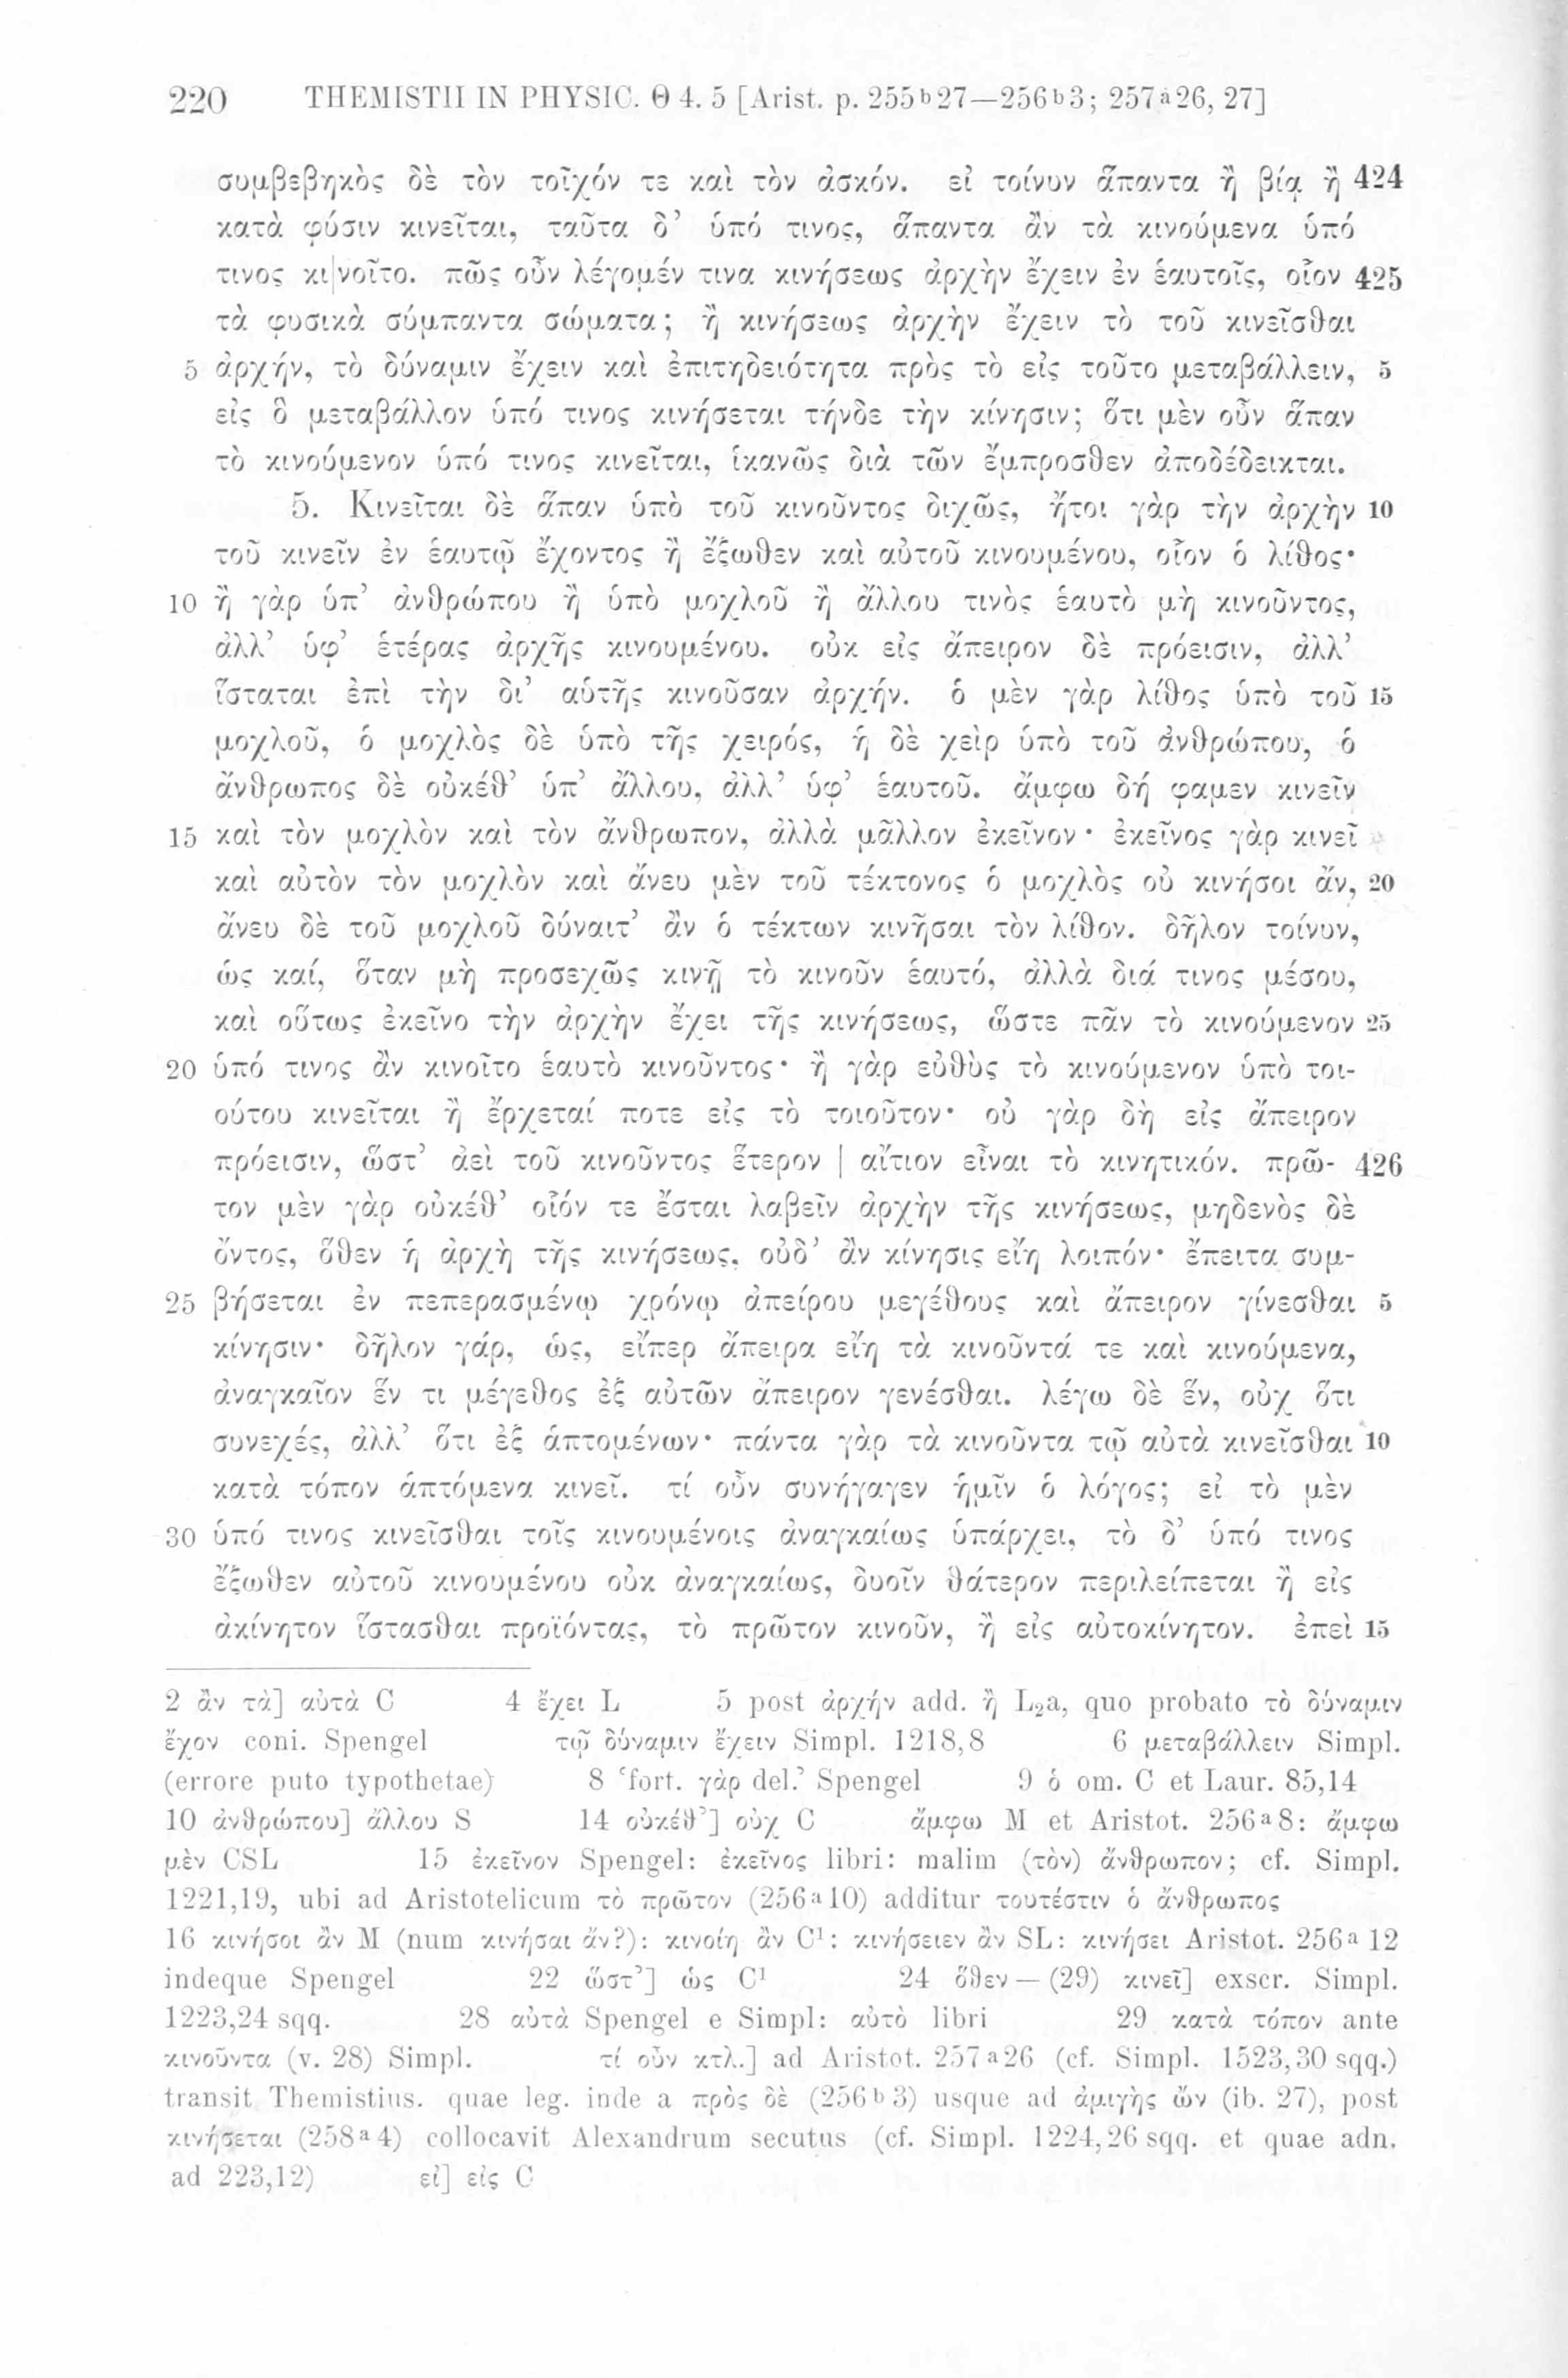 220 THEMISTII IN PHYSIC. Θ 4. 5 [Arist. p. 255ᵇ27—256ᵇ3; 257ᵃ26, 27]
συμβεβηκὸς δὲ τὸν τοῖχόν τε καὶ τὸν ἀσκόν. εἰ τοίνυν ἅπαντα ἢ βίᾳ ἢ 424
κατὰ φύσιν κινεῖται, ταῦτα δ’ ὑπό τινος, ἅπαντα ἂν τὰ κινούμενα ὑπό
τινος κι|νοῖτο. πῶς οὖν λέγομέν τινα κινήσεως ἀρχὴν ἔχειν ἐν ἑαυτοῖς, οἷον 425
τὰ φυσικὰ σύμπαντα σώματα; ἢ κινήσεως ἀρχὴν ἔχειν τὸ τοῦ κινεῖσθαι
5 ἀρχήν, τὸ δύναμιν ἔχειν καὶ ἐπιτηδειότητα πρὸς τὸ εἰς τοῦτο μεταβάλλειν, 5
εἰς ὃ μεταβάλλον ὑπό τινος κινήσεται τήνδε τὴν κίνησιν; ὅτι μὲν οὖν ἅπαν
τὸ κινούμενον ὑπό τινος κινεῖται, ἱκανῶς διὰ τῶν ἔμπροσθεν ἀποδέδεικται.
5. Κινεῖται δὲ ἅπαν ὑπὸ τοῦ κινοῦντος διχῶς, ἤτοι γὰρ τὴν ἀρχὴν 10
τοῦ κινεῖν ἐν ἑαυτῷ ἔχοντος ἢ ἔξωθεν καὶ αὐτοῦ κινουμένου, οἷον ὁ λίθος·
10 ἢ γὰρ ὑπ’ ἀνθρώπου ἢ ὑπὸ μοχλοῦ ἢ ἄλλου τινὸς ἑαυτὸ μὴ κινοῦντος,
ἀλλ’ ὑφ’ ἑτέρας ἀρχῆς κινουμένου. οὐκ εἰς ἄπειρον δὲ πρόεισιν, ἀλλ’
ἵσταται ἐπὶ τὴν δι’ αὑτῆς κινοῦσαν ἀρχήν. ὁ μὲν γὰρ λίθος ὑπὸ τοῦ 15
μοχλοῦ, ὁ μοχλὸς δὲ ὑπὸ τῆς χειρός, ἡ δὲ χεὶρ ὑπὸ τοῦ ἀνθρώπου, ὁ
ἄνθρωπος δὲ οὐκέθ’ ὑπ’ ἄλλου, ἀλλ’ ὑφ’ ἑαυτοῦ. ἄμφω δή φαμεν κινεῖν
15 καὶ τὸν μοχλὸν καὶ τὸν ἄνθρωπον, ἀλλὰ μᾶλλον ἐκεῖνον· ἐκεῖνος γὰρ κινεῖ
καὶ αὐτὸν τὸν μοχλὸν καὶ ἄνευ μὲν τοῦ τέκτονος ὁ μοχλὸς οὐ κινήσοι ἄν, 20
ἄνευ δὲ τοῦ μοχλοῦ δύναιτ’ ἂν ὁ τέκτων κινῆσαι τὸν λίθον. δῆλον τοίνυν,
ὡς καί, ὅταν μὴ προσεχῶς κινῇ τὸ κινοῦν ἑαυτό, ἀλλὰ διά τινος μέσου,
καὶ οὕτως ἐκεῖνο τὴν ἀρχὴν ἔχει τῆς κινήσεως, ὥστε πᾶν τὸ κινούμενον 25
20 ὑπό τινος ἂν κινοῖτο ἑαυτὸ κινοῦντος· ἢ γὰρ εὐθὺς τὸ κινούμενον ὑπὸ τοι-
ούτου κινεῖται ἢ ἔρχεταί ποτε εἰς τὸ τοιοῦτον· οὐ γὰρ δὴ εἰς ἄπειρον
πρόεισιν, ὥστ’ ἀεὶ τοῦ κινοῦντος ἕτερον | αἴτιον εἶναι τὸ κινητικόν. πρῶ- 426
τον μὲν γὰρ οὐκέθ’ οἷόν τε ἔσται λαβεῖν ἀρχὴν τῆς κινήσεως, μηδενὸς δὲ
ὄντος, ὅθεν ἡ ἀρχὴ τῆς κινήσεως, οὐδ’ ἂν κίνησις εἴη λοιπόν· ἔπειτα συμ-
25 βήσεται ἐν πεπερασμένῳ χρόνῳ ἀπείρου μεγέθους καὶ ἄπειρον γίνεσθαι 5
κίνησιν· δῆλον γάρ, ὡς, εἴπερ ἄπειρα εἴη τὰ κινοῦντά τε καὶ κινούμενα,
ἀναγκαῖον ἕν τι μέγεθος ἐξ αὐτῶν ἄπειρον γενέσθαι. λέγω δὲ ἕν, οὐχ ὅτι
συνεχές, ἀλλ’ ὅτι ἐξ ἁπτομένων· πάντα γὰρ τὰ κινοῦντα τῷ αὐτὰ κινεῖσθαι 10
κατὰ τόπον ἁπτόμενα κινεῖ. τί οὖν συνήγαγεν ἡμῖν ὁ λόγος; εἰ τὸ μὲν
30 ὑπό τινος κινεῖσθαι τοῖς κινουμένοις ἀναγκαίως ὑπάρχει, τὸ δ’ ὑπό τινος
ἔξωθεν αὐτοῦ κινουμένου οὐκ ἀναγκαίως, δυοῖν θάτερον περιλείπεται ἢ εἰς
ἀκίνητον ἵστασθαι προϊόντας, τὸ πρῶτον κινοῦν, ἢ εἰς αὐτοκίνητον. ἐπεὶ 15
2 ἂν τὰ] αὐτὰ C 4 ἔχει L 5 post ἀρχήν add. ἢ L₂a, quo probato τὸ δύναμιν
ἔχον coni. Spengel τῷ δύναμιν ἔχειν Simpl. 1218,8 6 μεταβάλλειν Simpl.
(errore puto typothetae) 8 ‘fort. γὰρ del.’ Spengel 9 ὁ om. C et Laur. 85,14
10 ἀνθρώπου] ἄλλου S 14 οὐκέθ’] οὐχ C ἄμφω M et Aristot. 256ᵃ8: ἄμφω
μὲν CSL 15 ἐκεῖνον Spengel: ἐκεῖνος libri: malim (τὸν) ἄνθρωπον; cf. Simpl.
1221,19, ubi ad Aristotelicum τὸ πρῶτον (256ᵃ10) additur τουτέστιν ὁ ἄνθρωπος
16 κινήσοι ἂν M (num κινήσαι ἄν?): κινοίη ἂν C¹: κινήσειεν ἂν SL: κινήσει Aristot. 256ᵃ12
indeque Spengel 22 ὥστ’] ὡς C¹ 24 ὅθεν — (29) κινεῖ] exscr. Simpl.
1223,24 sqq. 28 αὐτὰ Spengel e Simpl: αὐτὸ libri 29 κατὰ τόπον ante
κινοῦντα (v. 28) Simpl. τί οὖν κτλ.] ad Aristot. 257ᵃ26 (cf. Simpl. 1523,30 sqq.)
transit Themistius. quae leg. inde a πρὸς δὲ (256ᵇ3) usque ad ἀμιγὴς ὤν (ib. 27), post
κινήσεται (258ᵃ4) collocavit Alexandrum secutus (cf. Simpl. 1224,26 sqq. et quae adn.
ad 223,12) εἰ] εἰς C